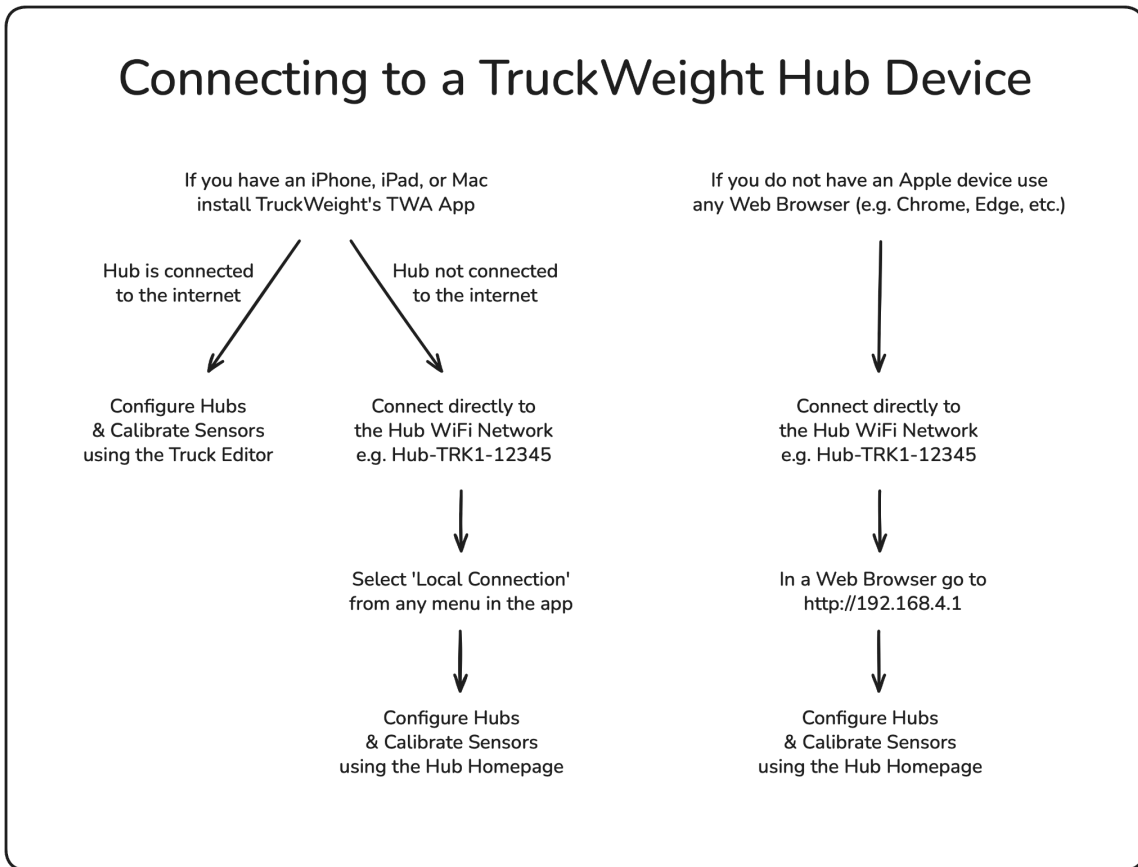 Connecting to a TruckWeight Hub Device
If you have an iPhone, iPad, or Mac
install TruckWeight's TWA App
Hub is connected
to the internet
Hub not connected
to the internet
Configure Hubs
& Calibrate Sensors
using the Truck Editor
Connect directly to
the Hub WiFi Network
e.g. Hub-TRK1-12345
Select 'Local Connection'
from any menu in the app
Configure Hubs
& Calibrate Sensors
using the Hub Homepage
If you do not have an Apple device use
any Web Browser (e.g. Chrome, Edge, etc.)
Connect directly to
the Hub WiFi Network
e.g. Hub-TRK1-12345
In a Web Browser go to
http://192.168.4.1
Configure Hubs
& Calibrate Sensors
using the Hub Homepage